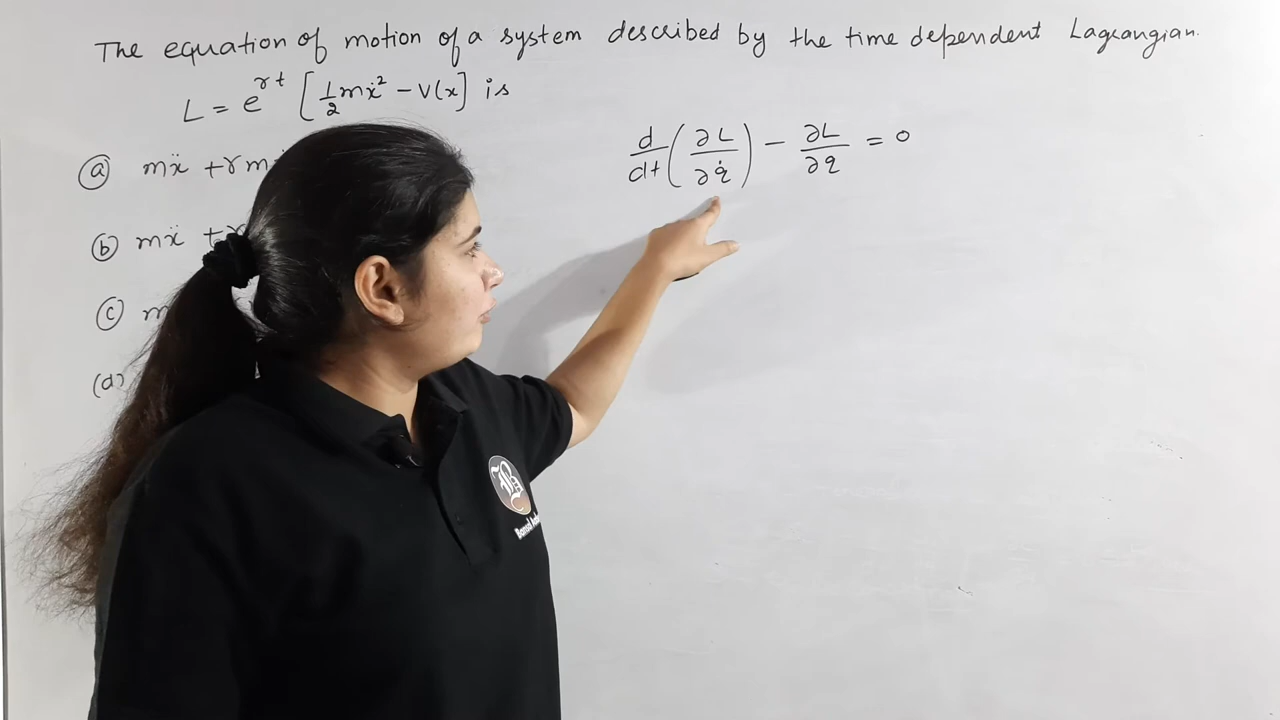 The equation of motion of a system described by the time dependent Lagrangian.
L = e^{γt} [½mẋ² − V(x] is
(a) mẍ + γm
(b) mẍ +
(c) m
(d)
d/dt (∂L/∂q̇) − ∂L/∂q = 0